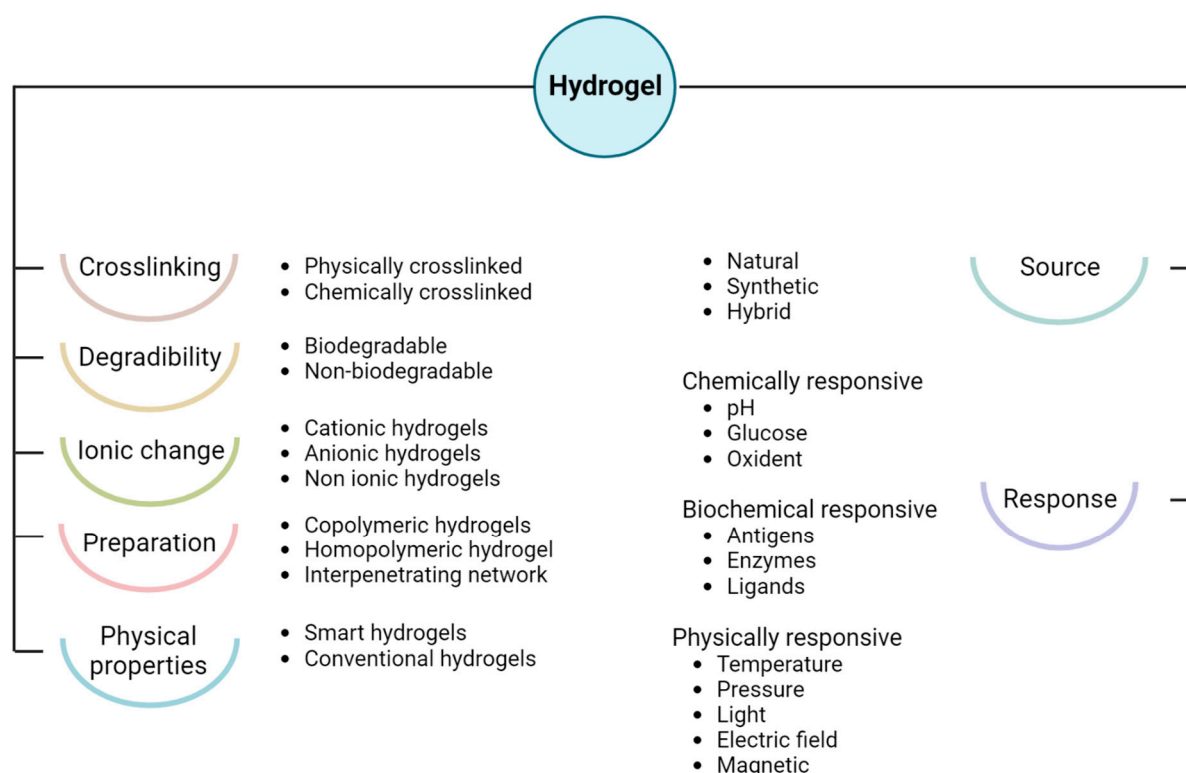 Hydrogel
Crosslinking
• Physically crosslinked
• Chemically crosslinked
Degradibility
• Biodegradable
• Non-biodegradable
Ionic change
• Cationic hydrogels
• Anionic hydrogels
• Non ionic hydrogels
Preparation
• Copolymeric hydrogels
• Homopolymeric hydrogel
• Interpenetrating network
Physical
properties
• Smart hydrogels
• Conventional hydrogels
Source
• Natural
• Synthetic
• Hybrid
Response
Chemically responsive
• pH
• Glucose
• Oxident
Biochemical responsive
• Antigens
• Enzymes
• Ligands
Physically responsive
• Temperature
• Pressure
• Light
• Electric field
• Magnetic